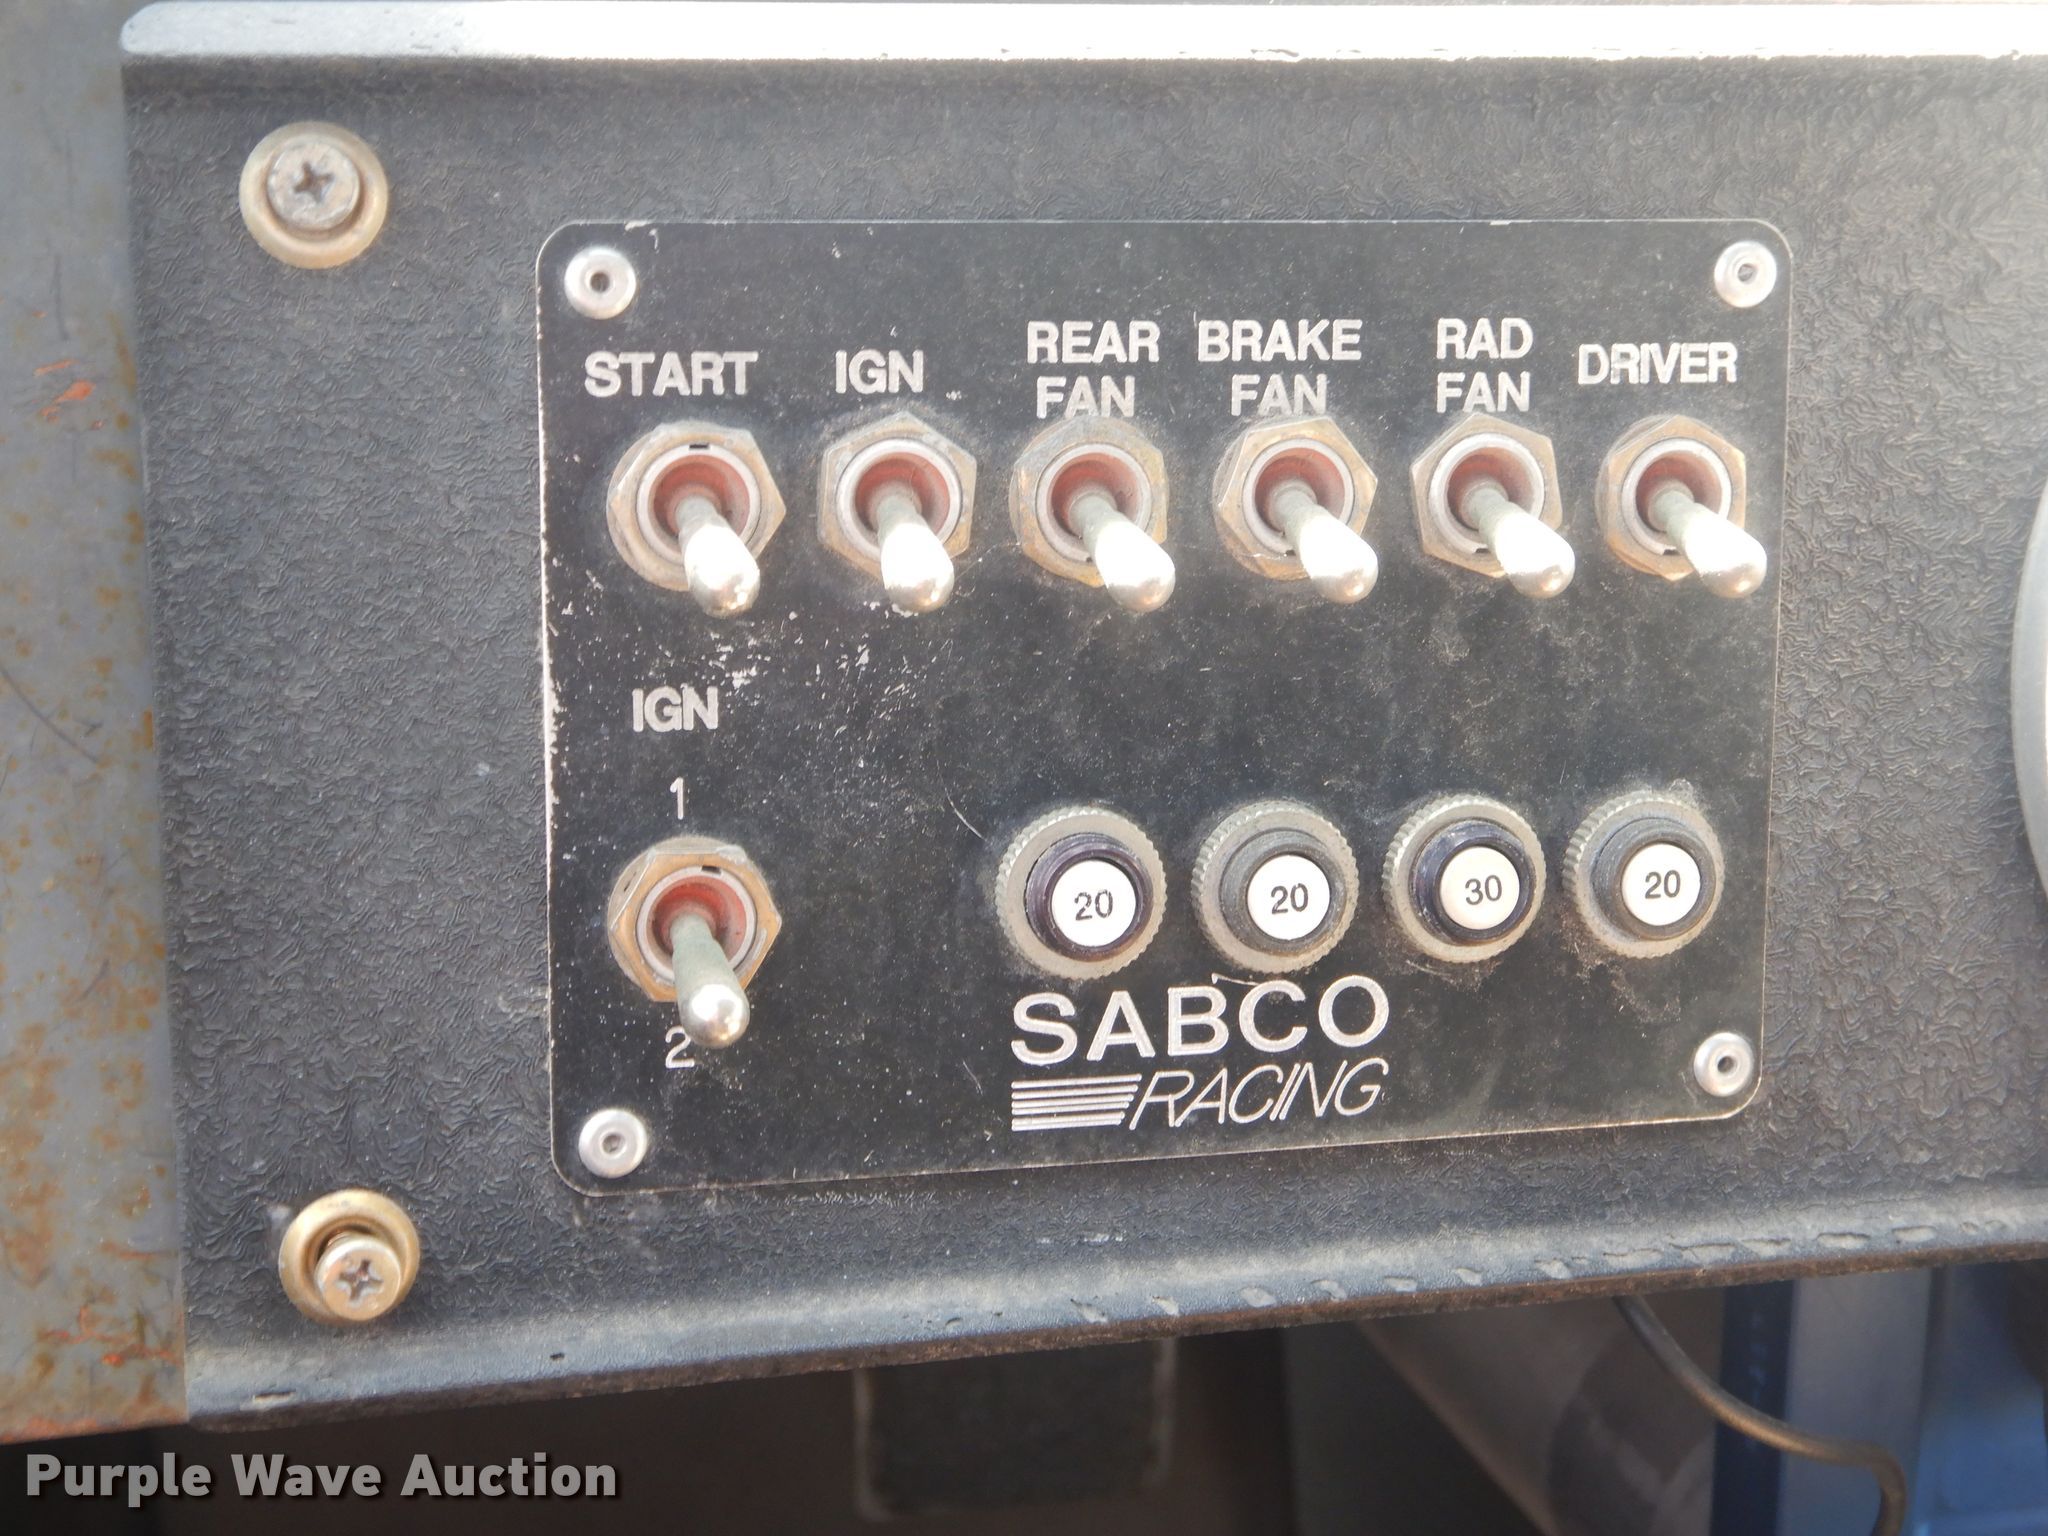 START IGN REAR FAN BRAKE FAN RAD FAN DRIVER
IGN
1
2
20 20 30 20
SABCO
RACING
Purple Wave Auction